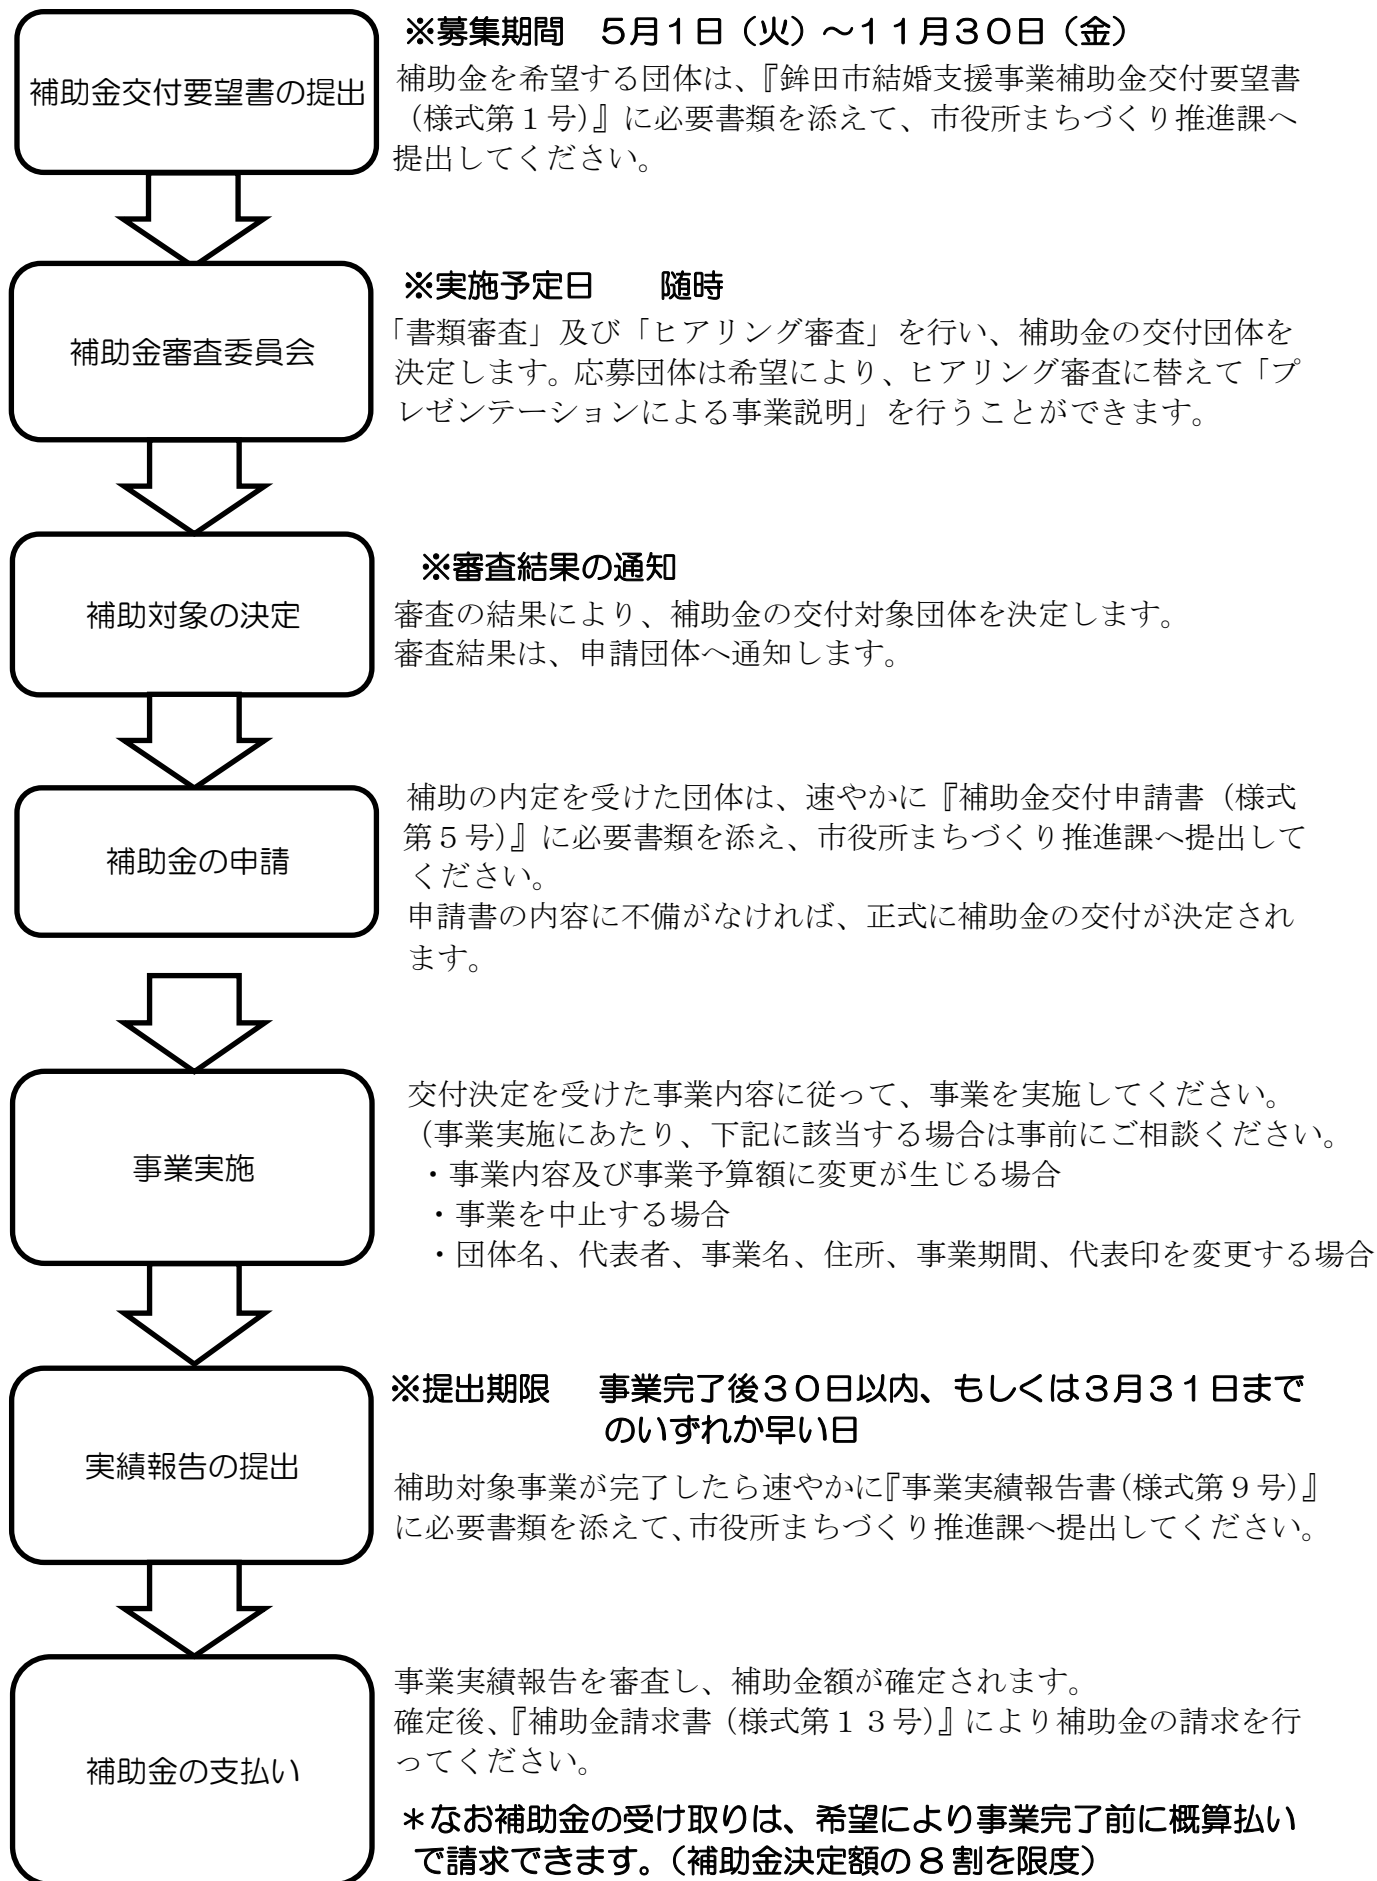 補助金交付要望書の提出
※募集期間　５月１日（火）～１１月３０日（金）
補助金を希望する団体は、『鉾田市結婚支援事業補助金交付要望書
（様式第１号）』に必要書類を添えて、市役所まちづくり推進課へ
提出してください。
補助金審査委員会
※実施予定日　　随時
「書類審査」及び「ヒアリング審査」を行い、補助金の交付団体を
決定します。応募団体は希望により、ヒアリング審査に替えて「プ
レゼンテーションによる事業説明」を行うことができます。
補助対象の決定
※審査結果の通知
審査の結果により、補助金の交付対象団体を決定します。
審査結果は、申請団体へ通知します。
補助金の申請
補助の内定を受けた団体は、速やかに『補助金交付申請書（様式
第５号）』に必要書類を添え、市役所まちづくり推進課へ提出して
ください。
申請書の内容に不備がなければ、正式に補助金の交付が決定され
ます。
事業実施
交付決定を受けた事業内容に従って、事業を実施してください。
（事業実施にあたり、下記に該当する場合は事前にご相談ください。
・事業内容及び事業予算額に変更が生じる場合
・事業を中止する場合
・団体名、代表者、事業名、住所、事業期間、代表印を変更する場合
実績報告の提出
※提出期限　事業完了後３０日以内、もしくは３月３１日まで
のいずれか早い日
補助対象事業が完了したら速やかに『事業実績報告書（様式第９号）』
に必要書類を添えて、市役所まちづくり推進課へ提出してください。
補助金の支払い
事業実績報告を審査し、補助金額が確定されます。
確定後、『補助金請求書（様式第１３号）』により補助金の請求を行
ってください。
＊なお補助金の受け取りは、希望により事業完了前に概算払い
で請求できます。（補助金決定額の８割を限度）